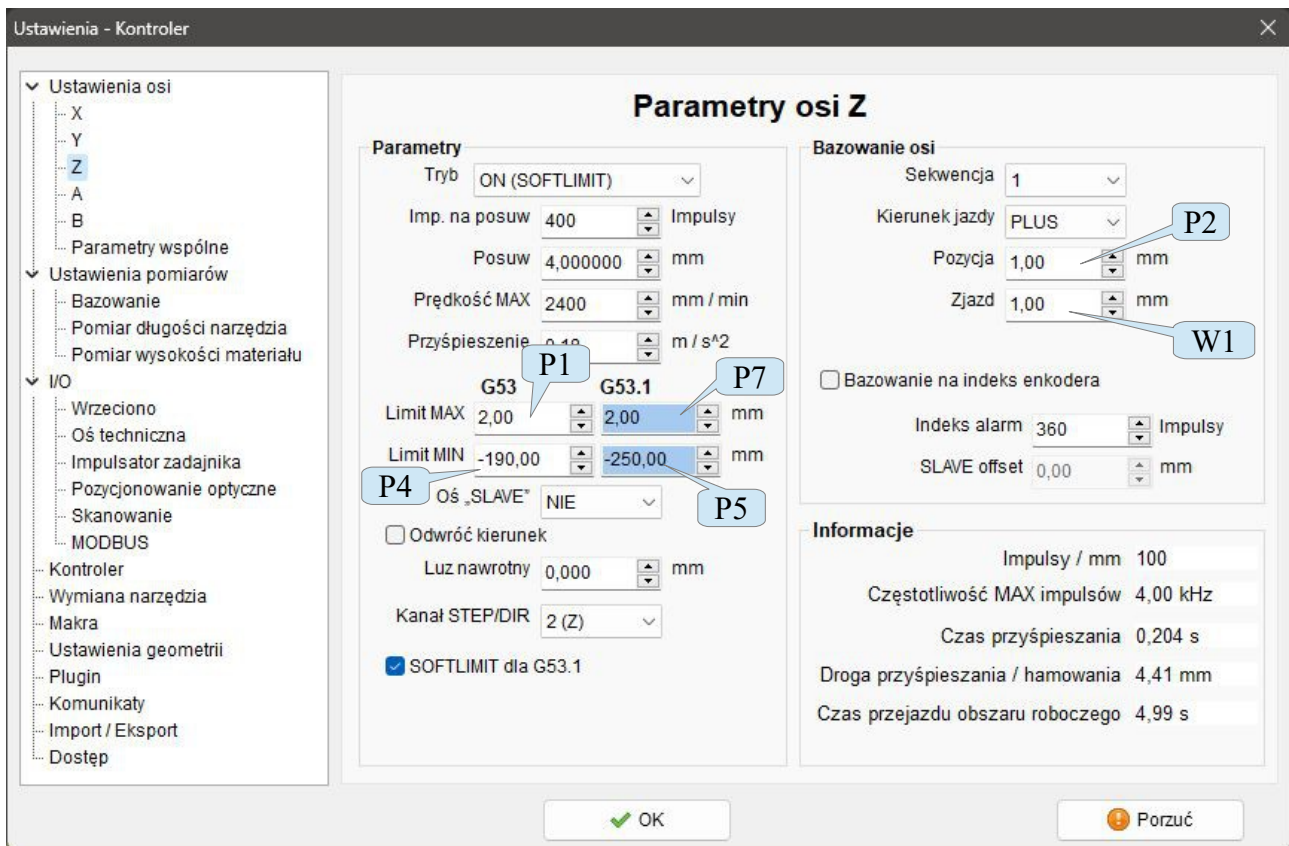 Ustawienia - Kontroler
Ustawienia osi
X
Y
Z
A
B
Parametry wspólne
Ustawienia pomiarów
Bazowanie
Pomiar długości narzędzia
Pomiar wysokości materiału
I/O
Wrzeciono
Oś techniczna
Impulsator zadajnika
Pozycjonowanie optyczne
Skanowanie
MODBUS
Kontroler
Wymiana narzędzia
Makra
Ustawienia geometrii
Plugin
Komunikaty
Import / Eksport
Dostęp
Parametry osi Z
Parametry
Tryb ON (SOFTLIMIT)
Imp. na posuw 400 Impulsy
Posuw 4,000000 mm
Prędkość MAX 2400 mm / min
Przyśpieszenie m / s^2
P1
P7
G53 G53.1
Limit MAX 2,00 2,00 mm
Limit MIN -190,00 -250,00 mm
P4
P5
Oś „SLAVE” NIE
Odwróć kierunek
Luz nawrotny 0,000 mm
Kanał STEP/DIR 2 (Z)
SOFTLIMIT dla G53.1
Bazowanie osi
Sekwencja 1
Kierunek jazdy PLUS
P2
Pozycja 1,00 mm
Zjazd 1,00 mm
W1
Bazowanie na indeks enkodera
Indeks alarm 360 Impulsy
SLAVE offset 0,00 mm
Informacje
Impulsy / mm 100
Częstotliwość MAX impulsów 4,00 kHz
Czas przyśpieszania 0,204 s
Droga przyśpieszania / hamowania 4,41 mm
Czas przejazdu obszaru roboczego 4,99 s
OK
Porzuć